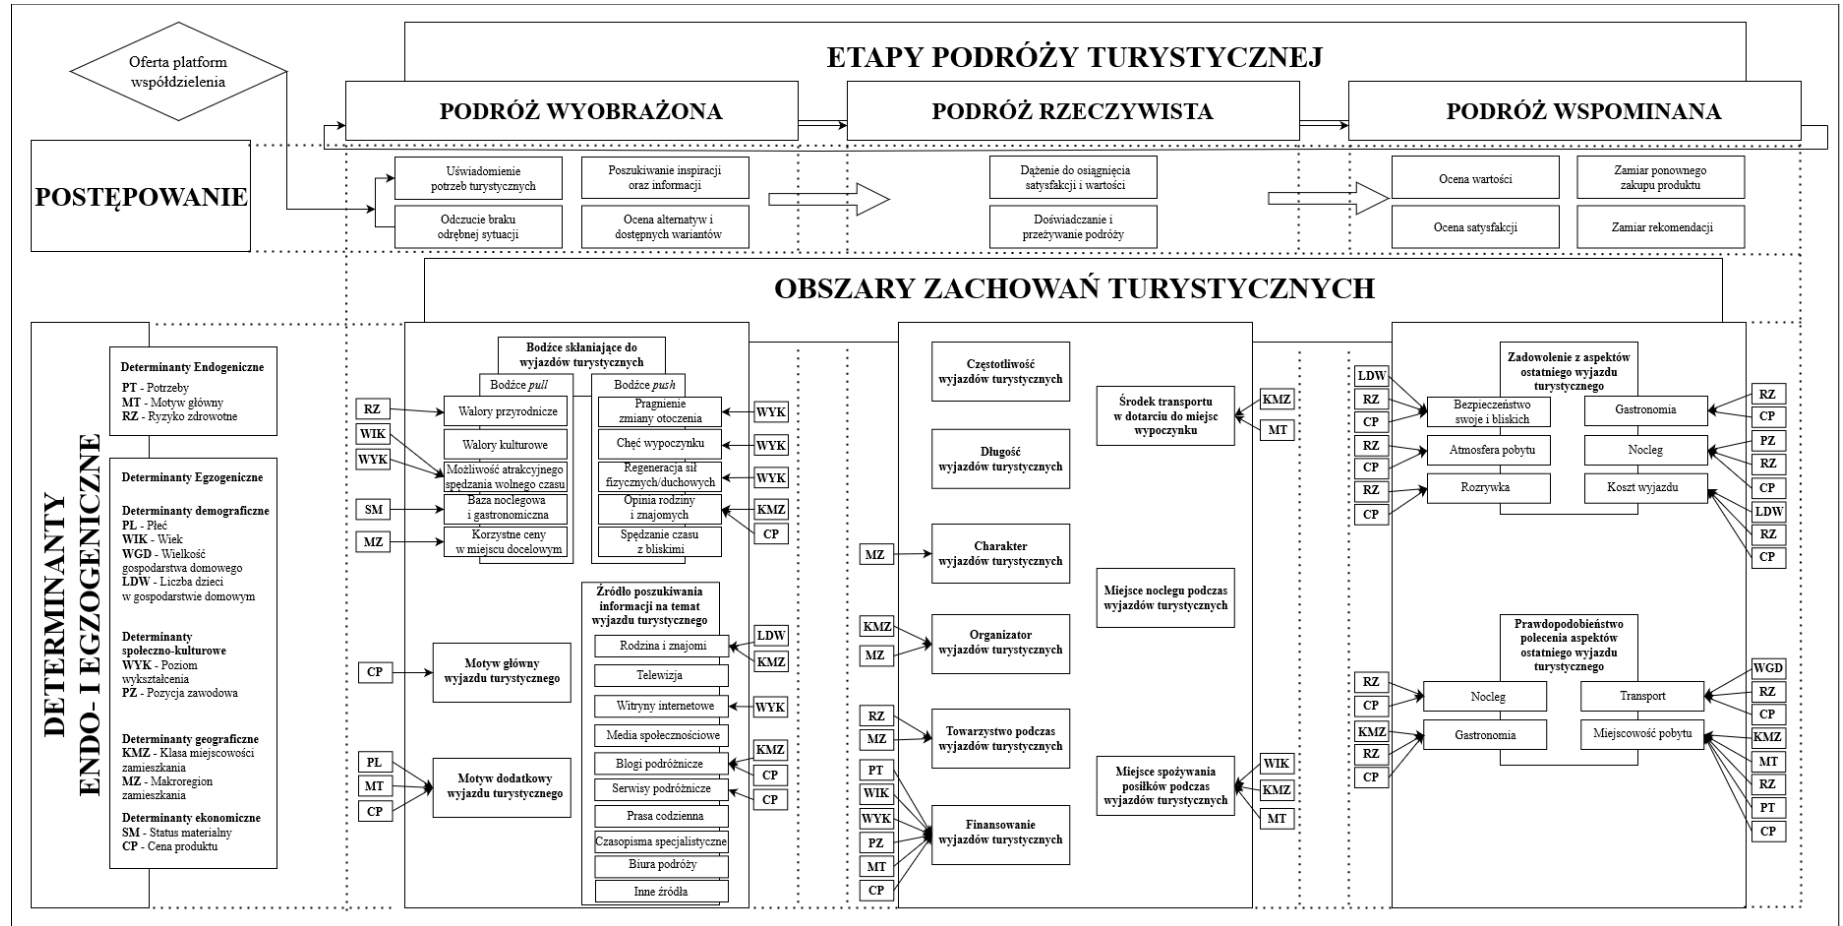 Oferta platform
współdzielenia
ETAPY PODRÓŻY TURYSTYCZNEJ
PODRÓŻ WYOBRAŻONA
PODRÓŻ RZECZYWISTA
PODRÓŻ WSPOMINANA
POSTĘPOWANIE
Uświadomienie
potrzeb turystycznych
Poszukiwanie inspiracji
oraz informacji
Odczucie braku
odrębnej sytuacji
Ocena alternatyw i
dostępnych wariantów
Dążenie do osiągnięcia
satysfakcji i wartości
Doświadczanie i
przeżywanie podróży
Ocena wartości
Zamiar ponownego
zakupu produktu
Ocena satysfakcji
Zamiar rekomendacji
OBSZARY ZACHOWAŃ TURYSTYCZNYCH
DETERMINANTY
ENDO- I EGZOGENICZNE
Determinanty Endogeniczne
PT - Potrzeby
MT - Motyw główny
RZ - Ryzyko zdrowotne
Determinanty Egzogeniczne
Determinanty demograficzne
PL - Płeć
WIK - Wiek
WGD - Wielkość
gospodarstwa domowego
LDW - Liczba dzieci
w gospodarstwie domowym
Determinanty
społeczno-kulturowe
WYK - Poziom
wykształcenia
PZ - Pozycja zawodowa
Determinanty geograficzne
KMZ - Klasa miejscowości
zamieszkania
MZ - Makroregion
zamieszkania
Determinanty ekonomiczne
SM - Status materialny
CP - Cena produktu
Bodźce skłaniające do
wyjazdów turystycznych
Bodźce pull
Bodźce push
RZ
WIK
WYK
SM
MZ
Walory przyrodnicze
Walory kulturowe
Możliwość atrakcyjnego
spędzania wolnego czasu
Baza noclegowa
i gastronomiczna
Korzystne ceny
w miejscu docelowym
Pragnienie
zmiany otoczenia
Chęć wypoczynku
Regeneracja sił
fizycznych/duchowych
Opinia rodziny
i znajomych
Spędzanie czasu
z bliskimi
WYK
WYK
WYK
KMZ
CP
CP
Motyw główny
wyjazdu turystycznego
PL
MT
CP
Motyw dodatkowy
wyjazdu turystycznego
Źródło poszukiwania
informacji na temat
wyjazdu turystycznego
Rodzina i znajomi
Telewizja
Witryny internetowe
Media społecznościowe
Blogi podróżnicze
Serwisy podróżnicze
Prasa codzienna
Czasopisma specjalistyczne
Biura podróży
Inne źródła
LDW
KMZ
WYK
KMZ
CP
CP
Częstotliwość
wyjazdów turystycznych
Długość
wyjazdów turystycznych
MZ
Charakter
wyjazdów turystycznych
KMZ
MZ
Organizator
wyjazdów turystycznych
RZ
MZ
Towarzystwo podczas
wyjazdów turystycznych
PT
WIK
WYK
PZ
MT
CP
Finansowanie
wyjazdów turystycznych
Środek transportu
w dotarciu do miejsc
wypoczynku
KMZ
MT
Miejsce noclegu podczas
wyjazdów turystycznych
Miejsce spożywania
posiłków podczas
wyjazdów turystycznych
WIK
KMZ
MT
Zadowolenie z aspektów
ostatniego wyjazdu
turystycznego
LDW
RZ
CP
RZ
CP
RZ
CP
Bezpieczeństwo
swoje i bliskich
Atmosfera pobytu
Rozrywka
Gastronomia
Nocleg
Koszt wyjazdu
RZ
CP
PZ
RZ
CP
LDW
RZ
CP
Prawdopodobieństwo
polecenia aspektów
ostatniego wyjazdu
turystycznego
RZ
CP
KMZ
RZ
CP
Nocleg
Gastronomia
Transport
Miejscowość pobytu
WGD
RZ
CP
KMZ
MT
RZ
PT
CP